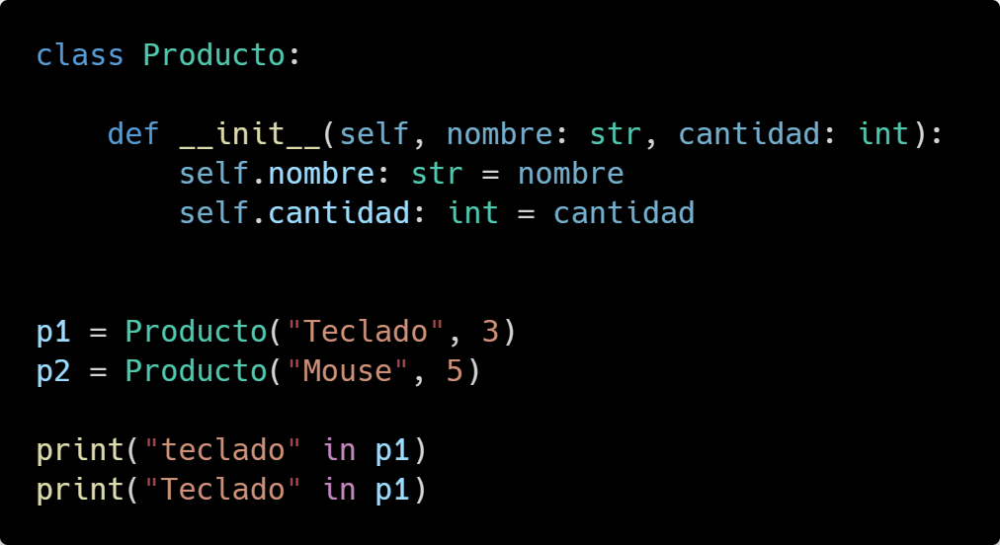 class Producto:
    def __init__(self, nombre: str, cantidad: int):
        self.nombre: str = nombre
        self.cantidad: int = cantidad
p1 = Producto("Teclado", 3)
p2 = Producto("Mouse", 5)
print("teclado" in p1)
print("Teclado" in p1)